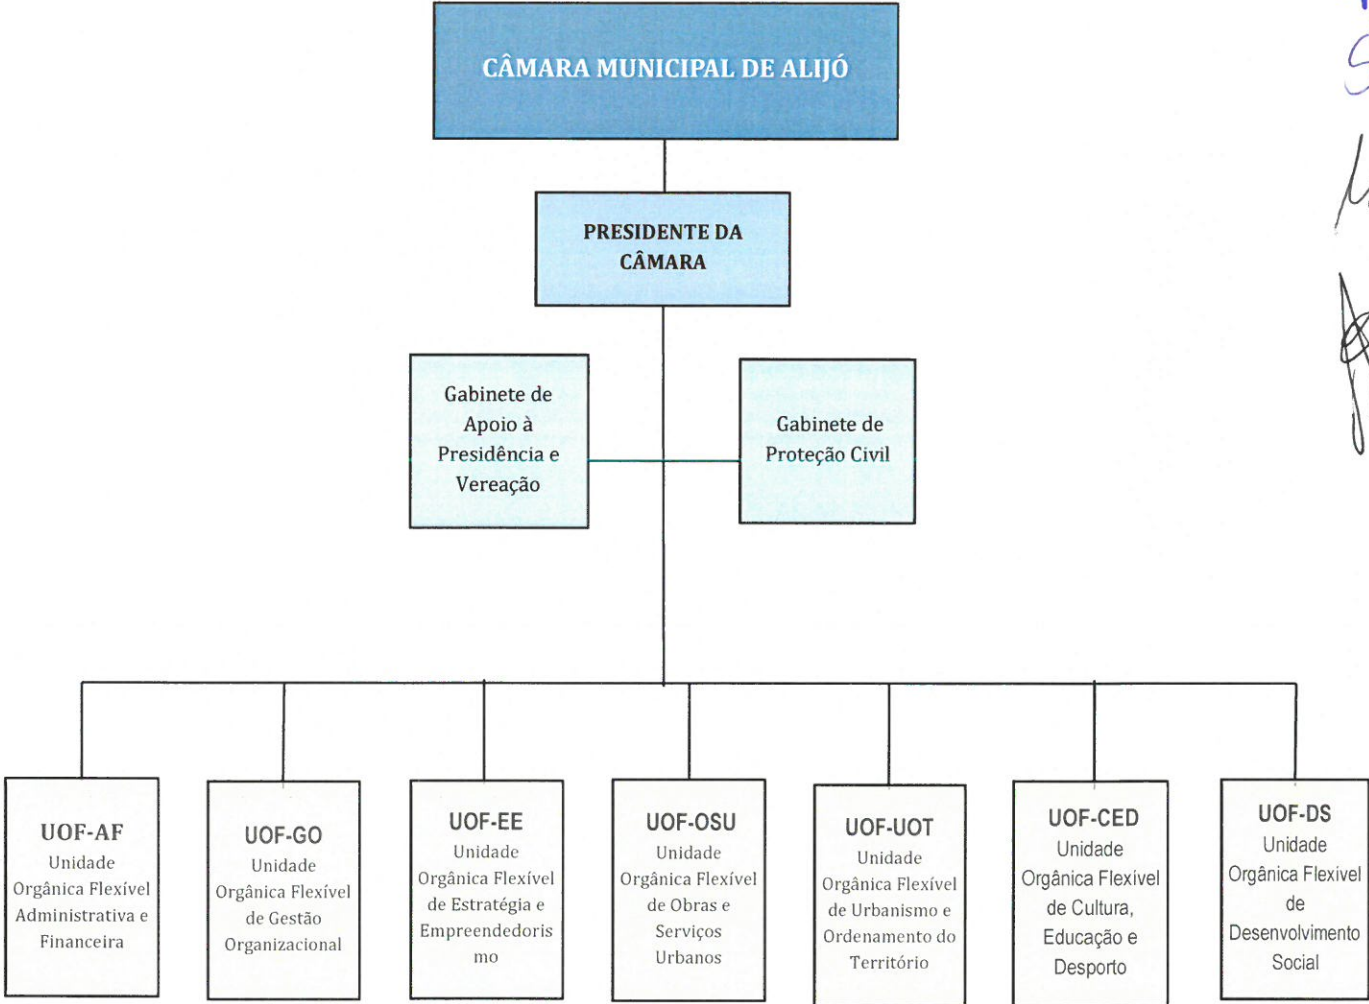 CÂMARA MUNICIPAL DE ALIJÓ
PRESIDENTE DA
CÂMARA
Gabinete de
Apoio à
Presidência e
Vereação
Gabinete de
Proteção Civil
UOF-AF
Unidade
Orgânica Flexível
Administrativa e
Financeira
UOF-GO
Unidade
Orgânica Flexível
de Gestão
Organizacional
UOF-EE
Unidade
Orgânica Flexível
de Estratégia e
Empreendedoris
mo
UOF-OSU
Unidade
Orgânica Flexível
de Obras e
Serviços
Urbanos
UOF-UOT
Unidade
Orgânica Flexível
de Urbanismo e
Ordenamento do
Território
UOF-CED
Unidade
Orgânica Flexivel
de Cultura,
Educação e
Desporto
UOF-DS
Unidade
Orgânica Flexivel
de
Desenvolvimento
Social